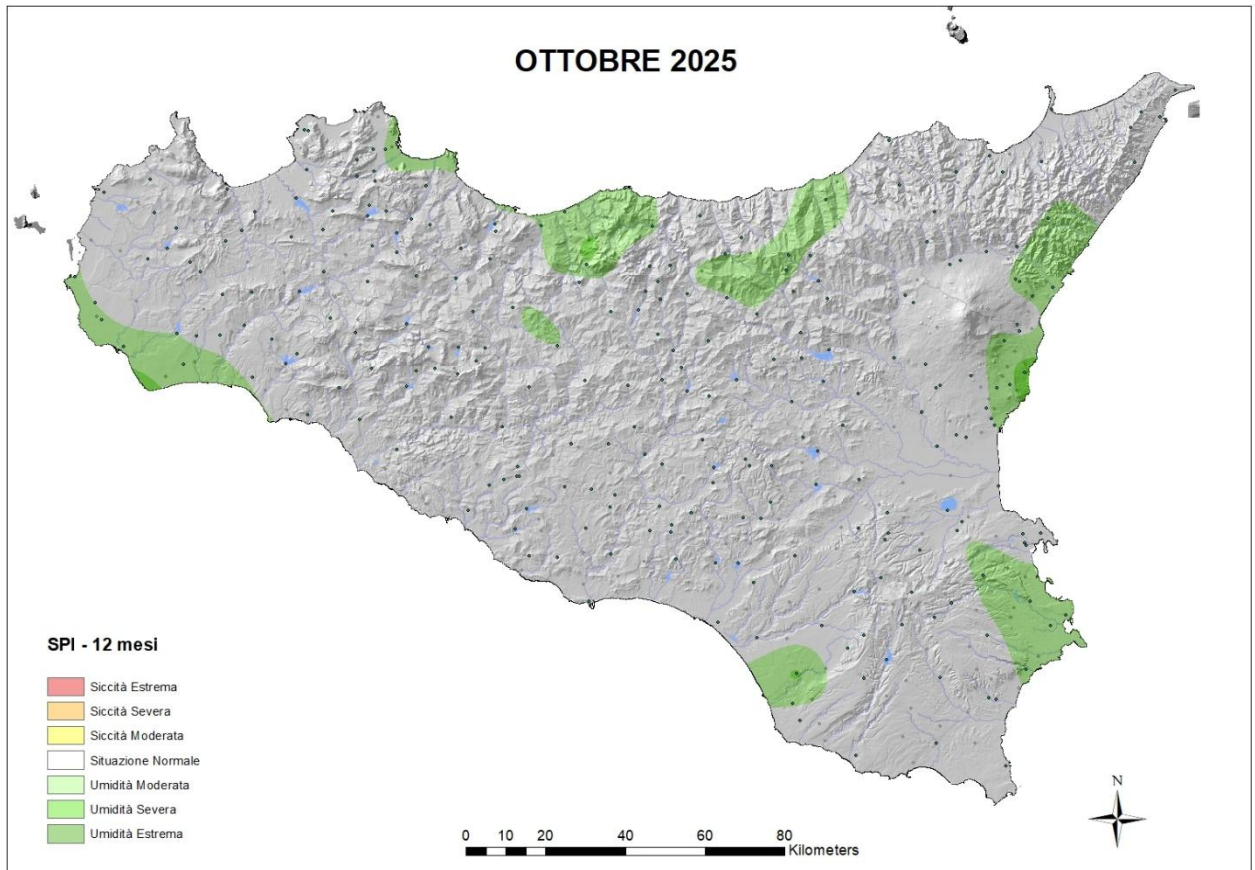 OTTOBRE 2025
SPI - 12 mesi
Siccità Estrema
Siccità Severa
Siccità Moderata
Situazione Normale
Umidità Moderata
Umidità Severa
Umidità Estrema
N
0 10 20 40 60 80
Kilometers